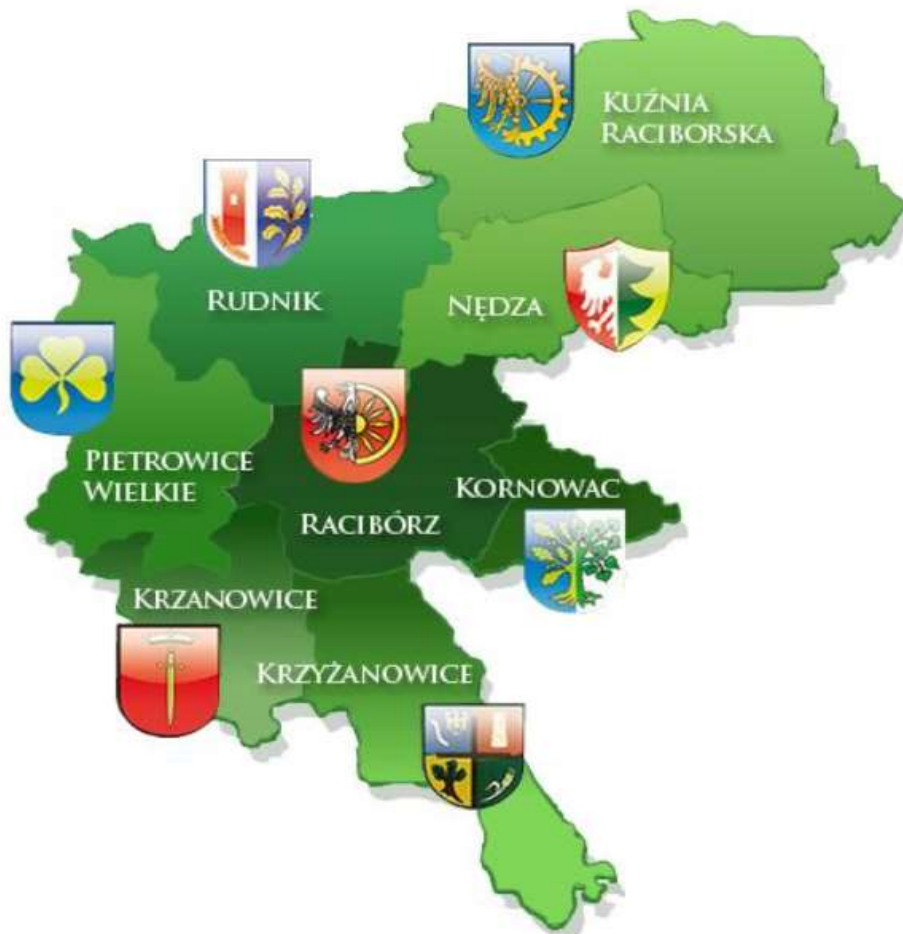 KUŹNIA
RACIBORSKA
RUDNIK
NĘDZA
PIETROWICE
WIELKIE
KORNOWAC
RACIBÓRZ
KRZANOWICE
KRZYŻANOWICE